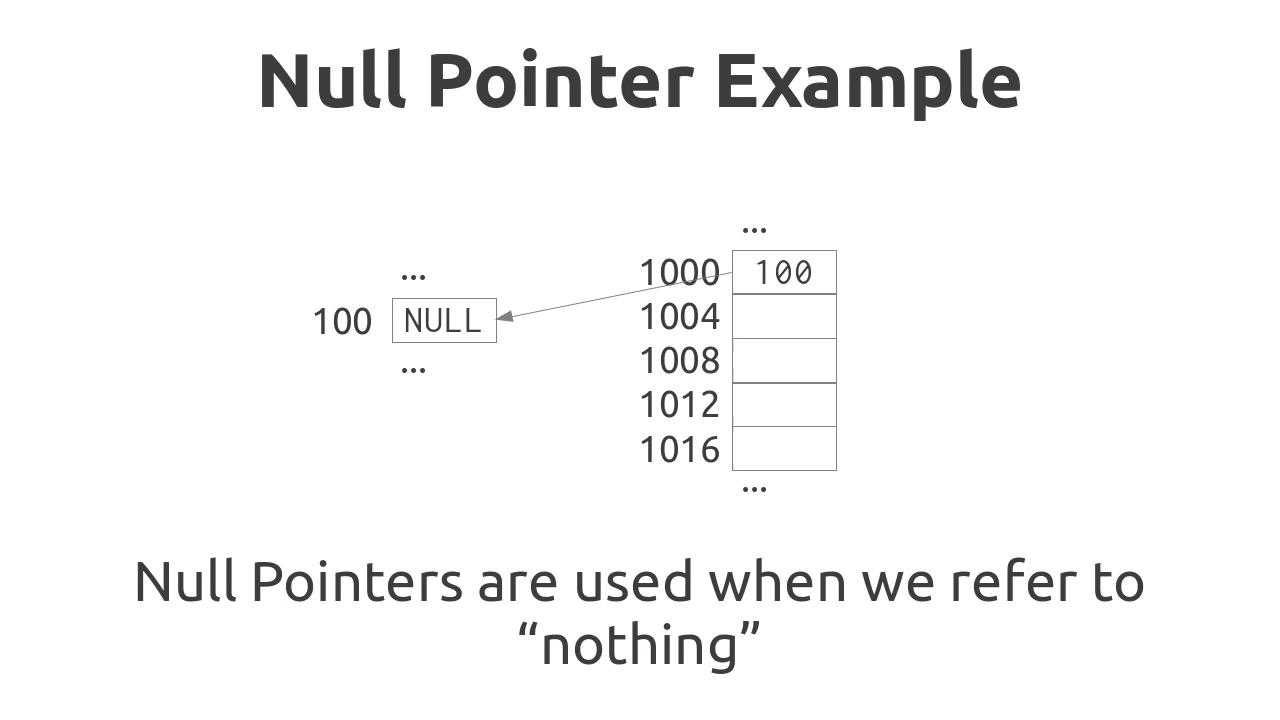 Null Pointer Example
...
1000 100
...
100 NULL
1004
1008
...
1012
1016
...
Null Pointers are used when we refer to
“nothing”